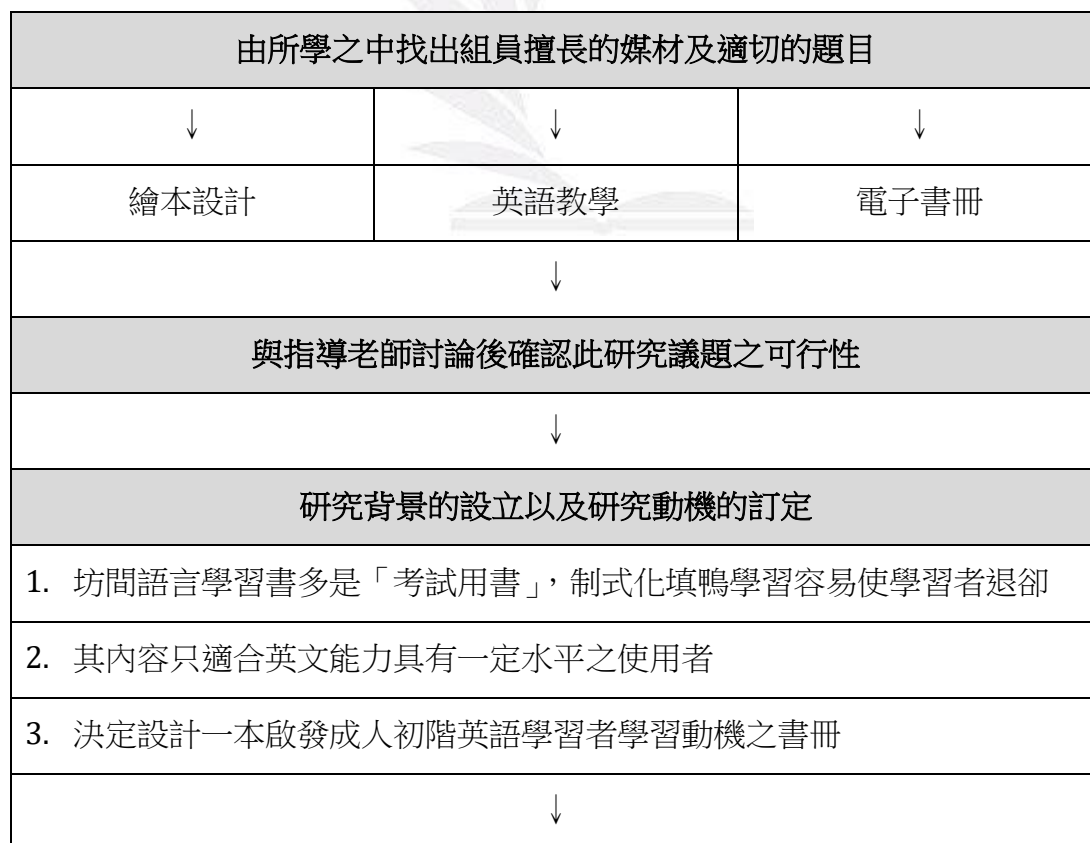 由所學之中找出組員擅長的媒材及適切的題目
↓ ↓ ↓
繪本設計 英語教學 電子書冊
↓
與指導老師討論後確認此研究議題之可行性
↓
研究背景的設立以及研究動機的訂定
1. 坊間語言學習書多是「考試用書」，制式化填鴨學習容易使學習者退卻
2. 其內容只適合英文能力具有一定水平之使用者
3. 決定設計一本啟發成人初階英語學習者學習動機之書冊
↓